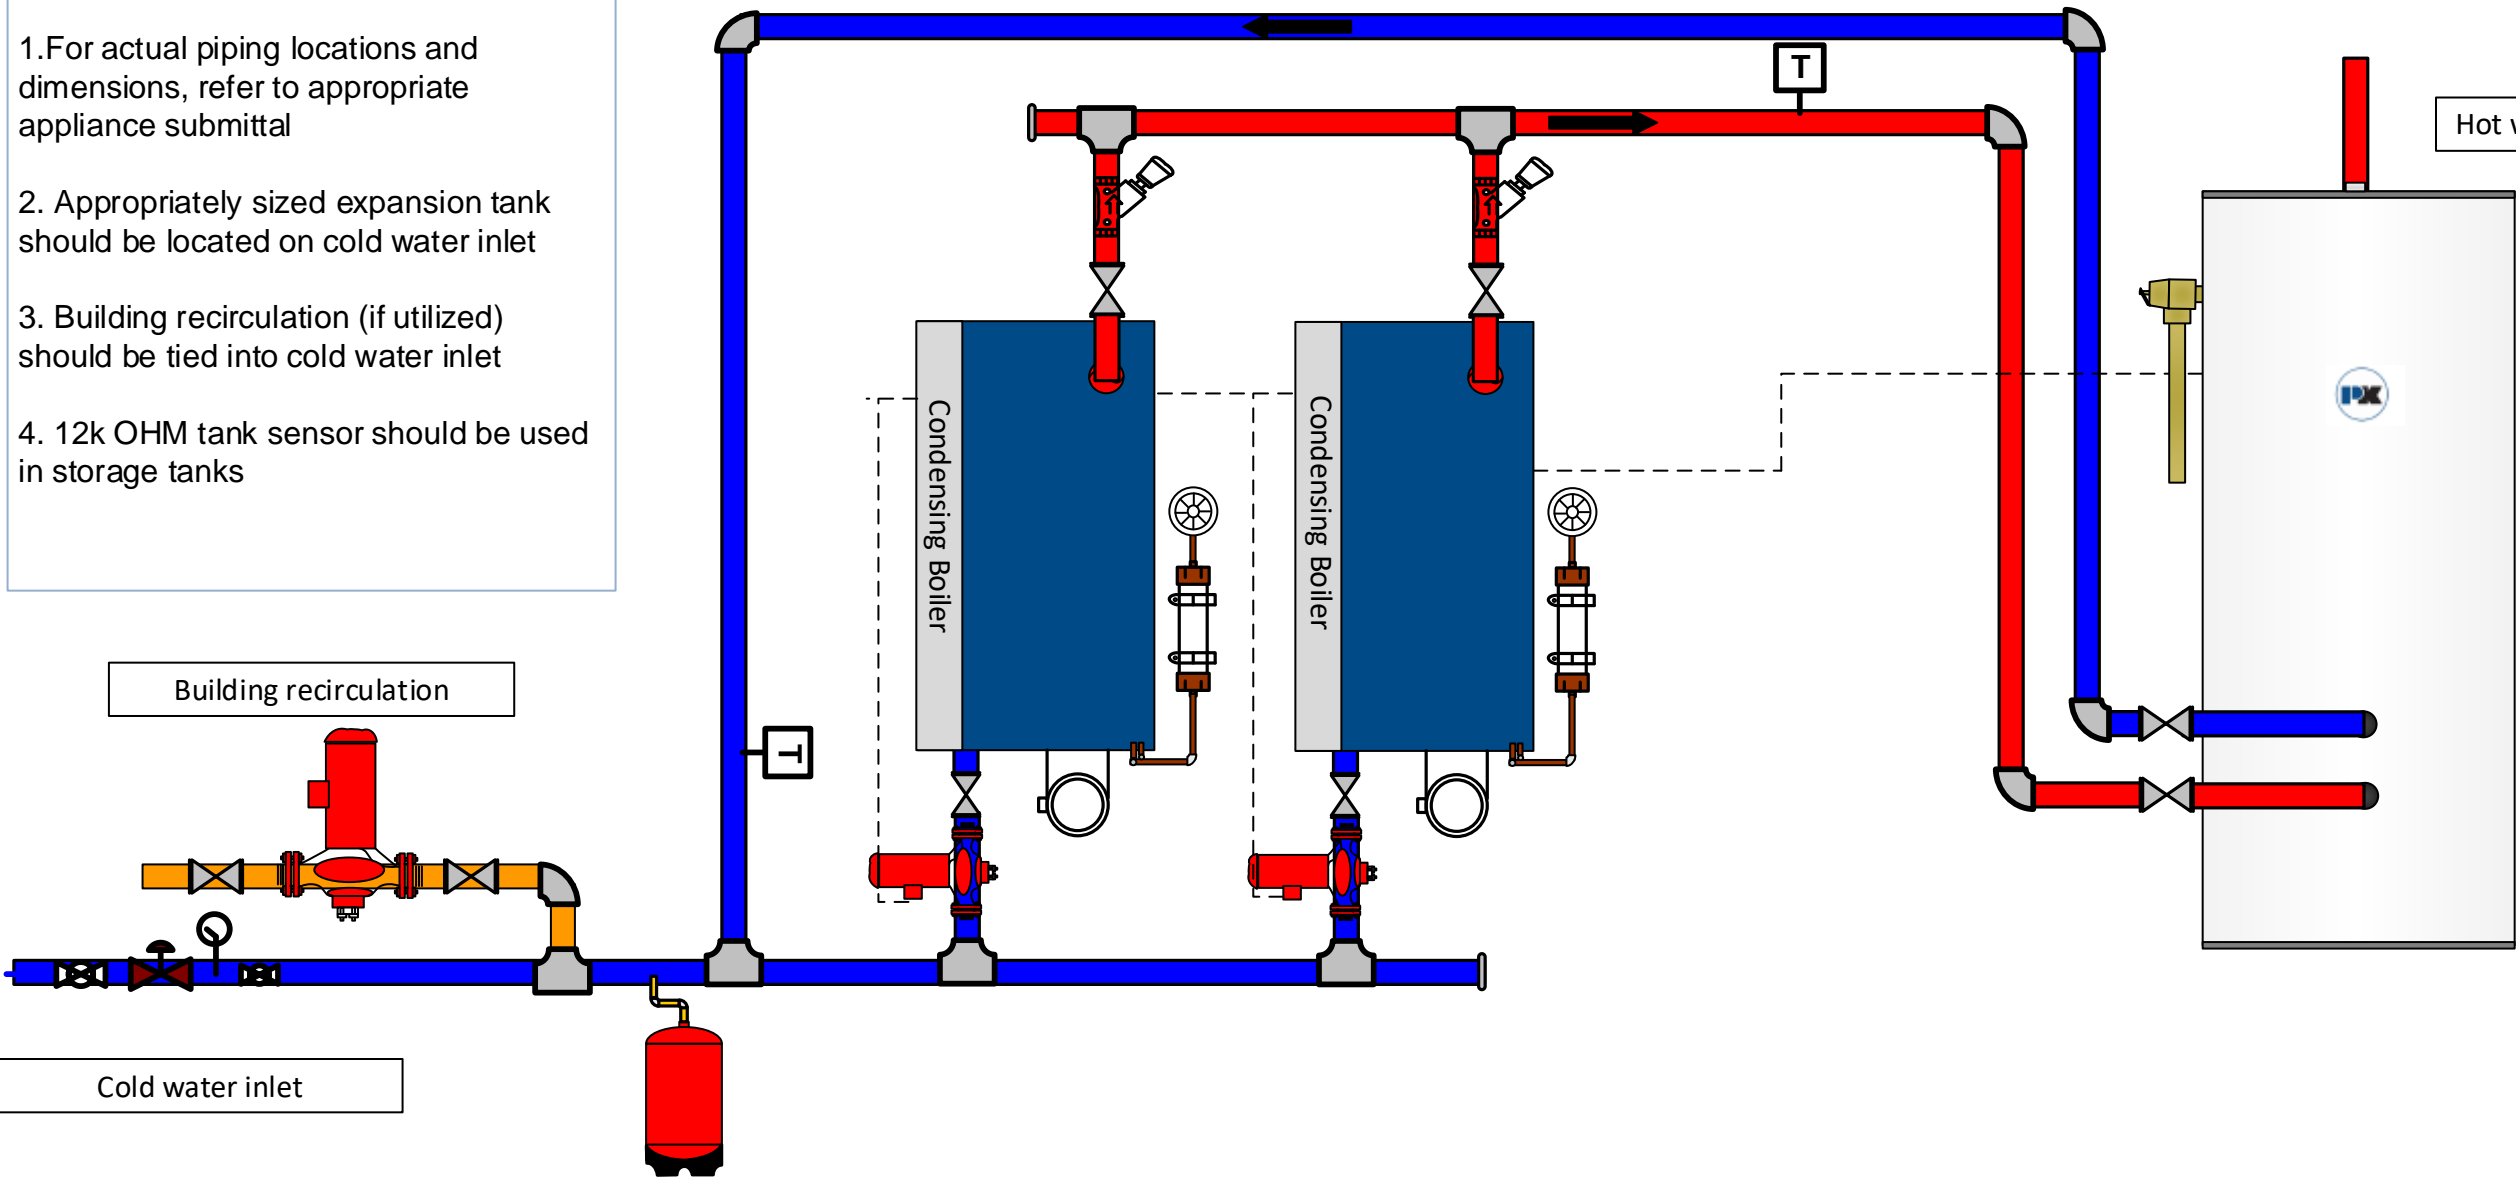 1.For actual piping locations and
dimensions, refer to appropriate
appliance submittal
2. Appropriately sized expansion tank
should be located on cold water inlet
3. Building recirculation (if utilized)
should be tied into cold water inlet
4. 12k OHM tank sensor should be used
in storage tanks
T
Hot
PX
Condensing Boiler
Condensing Boiler
Building recirculation
T
Cold water inlet